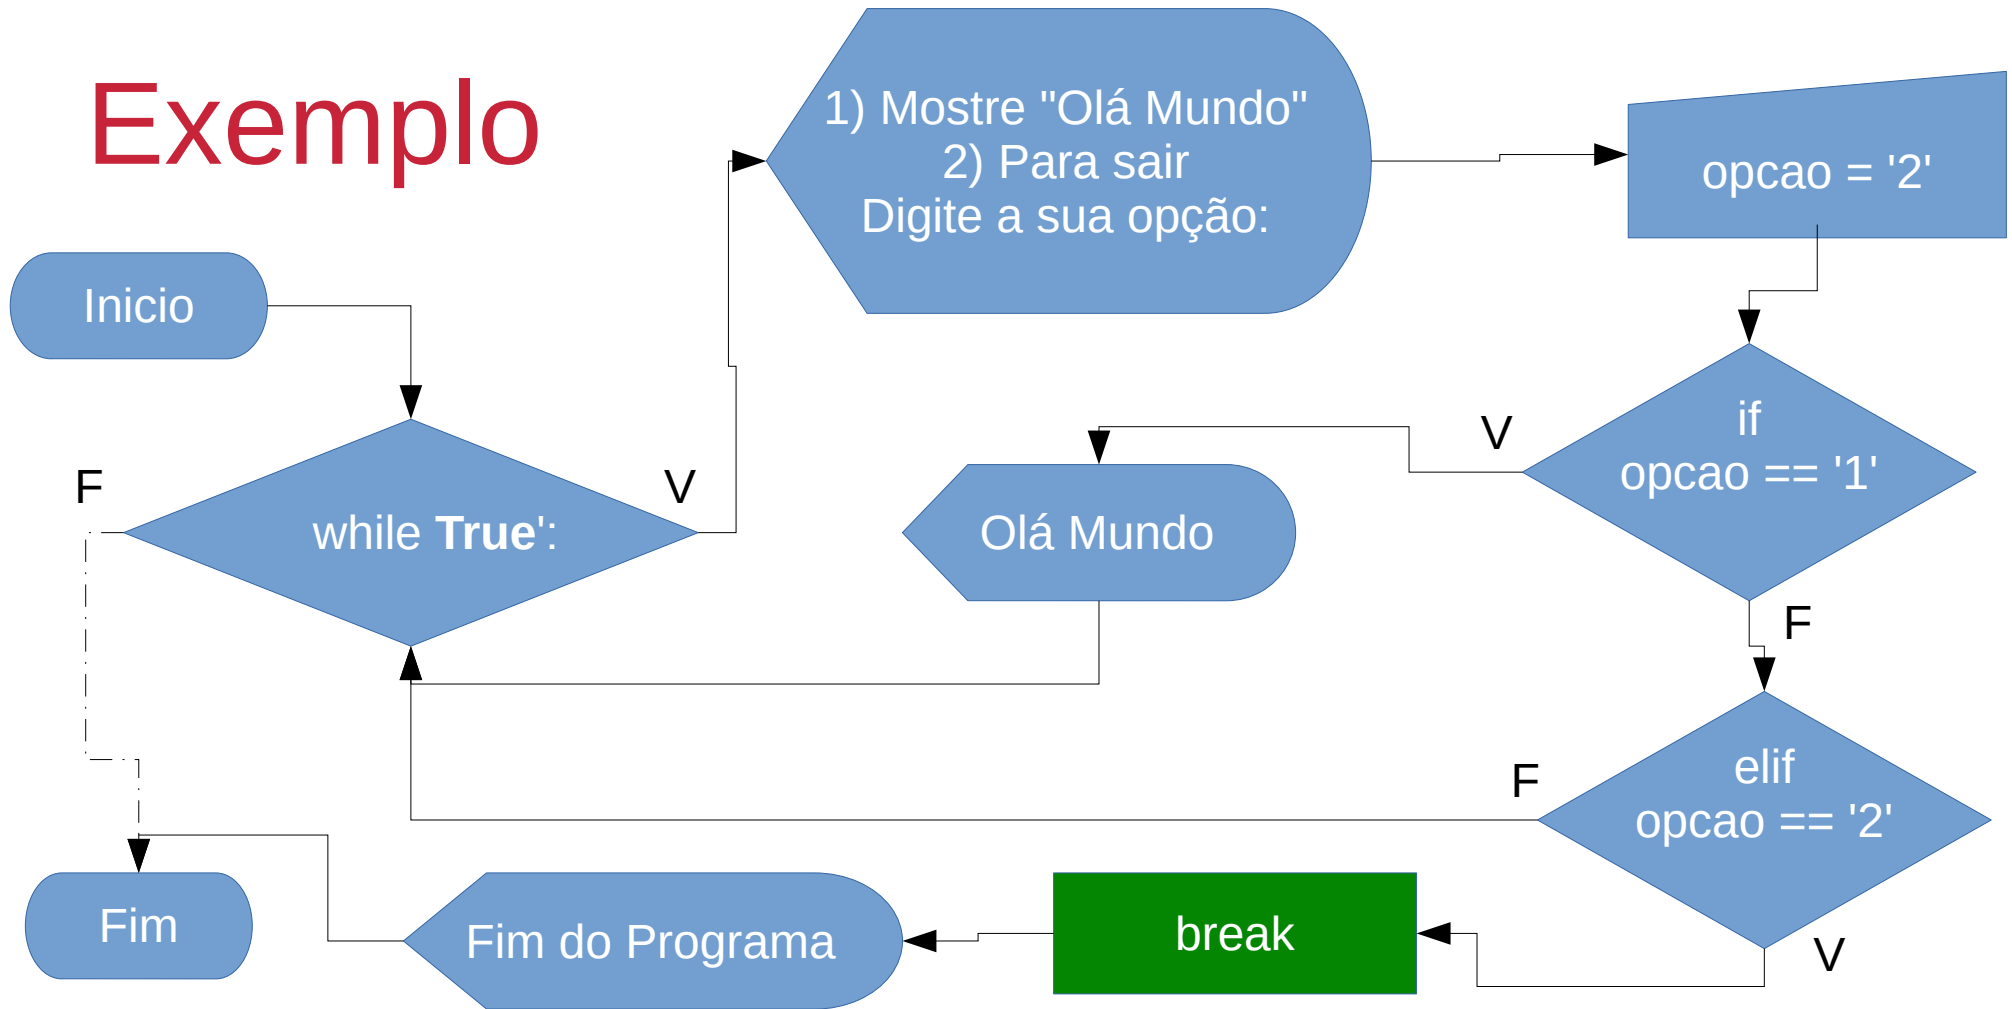 Exemplo
1) Mostre "Olá Mundo"
2) Para sair
Digite a sua opção:
opcao = '2'
Inicio
if
opcao == '1'
V
F
V
F
while True':
Olá Mundo
F
elif
opcao == '2'
F
V
Fim
Fim do Programa
break